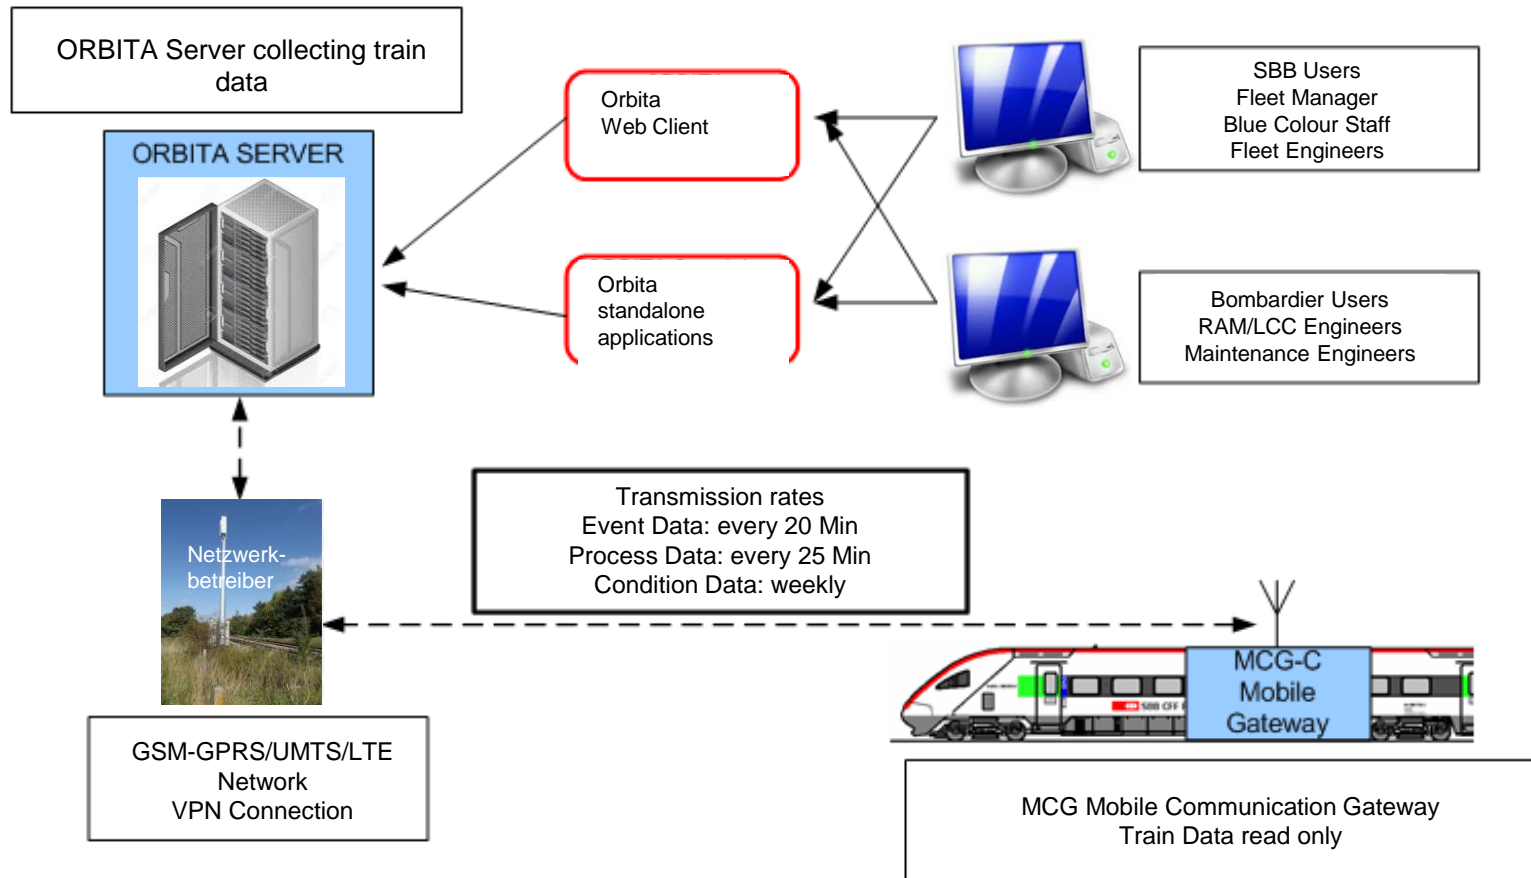 ORBITA Server collecting train
data
ORBITA SERVER
Orbita
Web Client
SBB Users
Fleet Manager
Blue Colour Staff
Fleet Engineers
Orbita
standalone
applications
Bombardier Users
RAM/LCC Engineers
Maintenance Engineers
Transmission rates
Event Data: every 20 Min
Process Data: every 25 Min
Condition Data: weekly
Netzwerk-
betreiber
GSM-GPRS/UMTS/LTE
Network
VPN Connection
MCG-C
Mobile
Gateway
SBB CFF
MCG Mobile Communication Gateway
Train Data read only